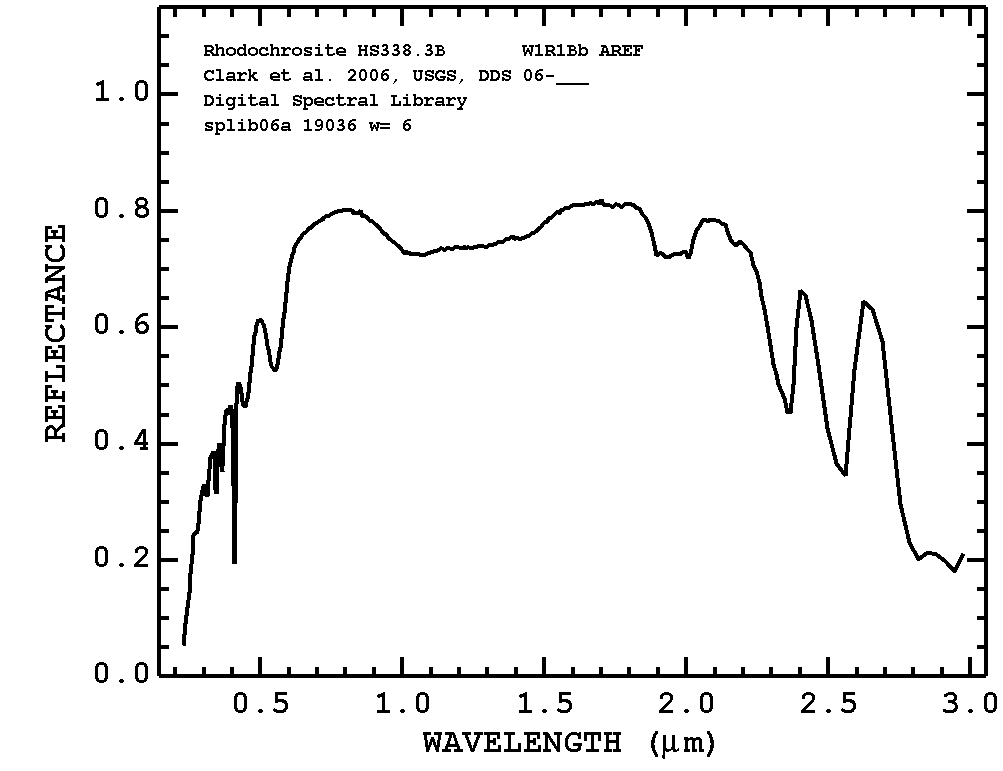 Rhodochrosite HS338.3B W1R1Bb AREF
Clark et al. 2006, USGS, DDS 06-___
Digital Spectral Library
splib06a 19036 w= 6
REFLECTANCE
1.0
0.8
0.6
0.4
0.2
0.0
0.5 1.0 1.5 2.0 2.5 3.0
WAVELENGTH (μm)